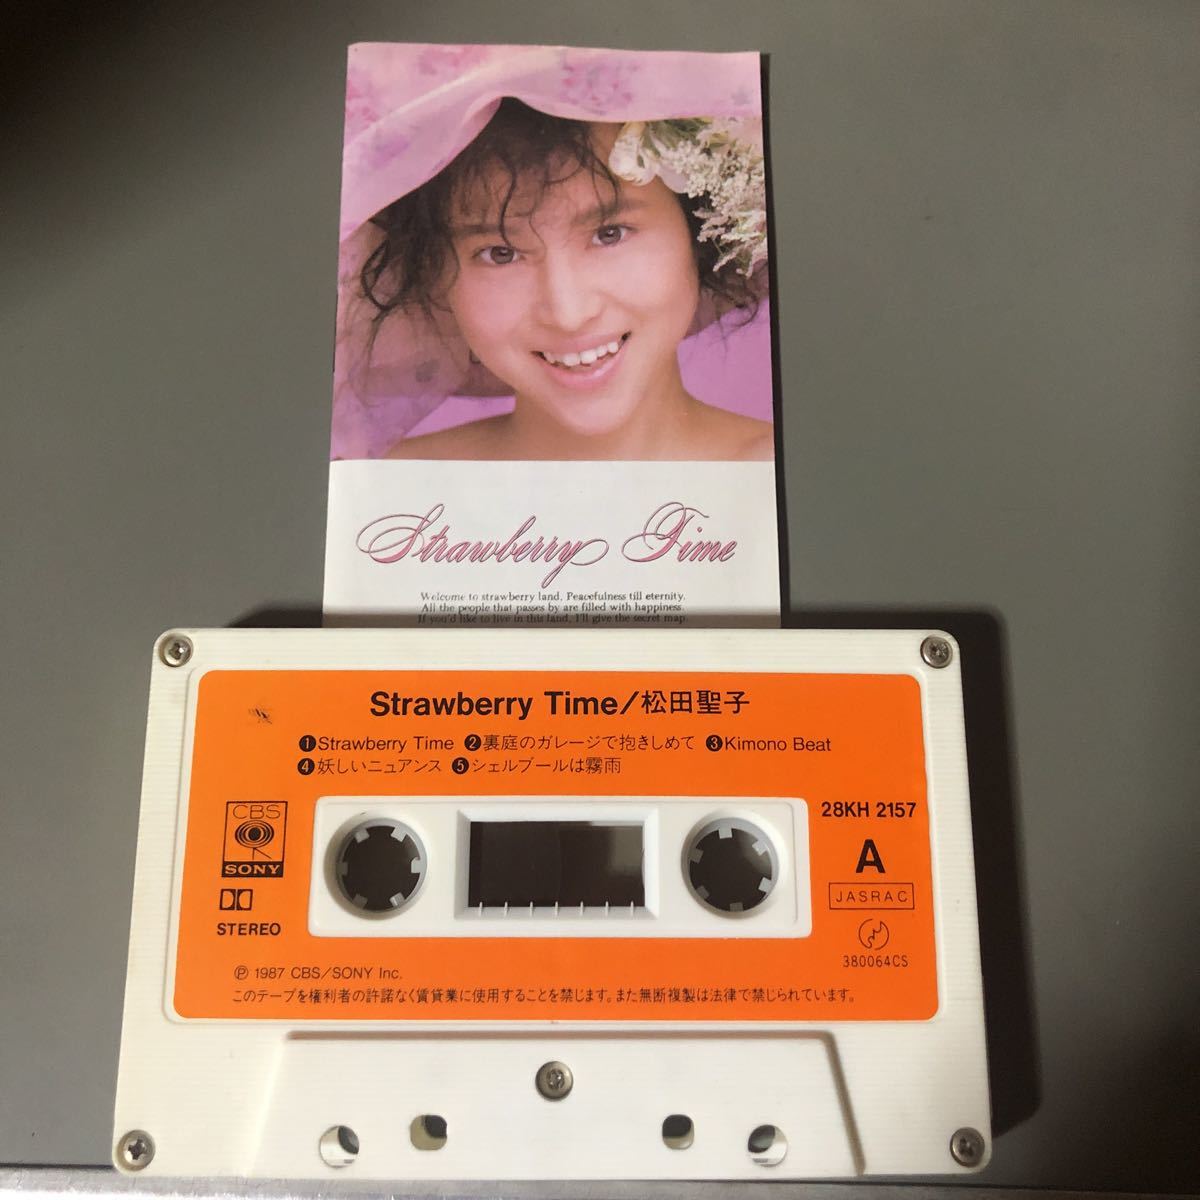 Strawberry Time
Welcome to strawberry land, Peacefulness till eternity.
All the people that passes by are filled with happiness.
If you'd like to live in this land, I'll give the secret map.
Strawberry Time/松田聖子
❶Strawberry Time ❷裏庭のガレージで抱きしめて ❸Kimono Beat
❹妖しいニュアンス ❺シェルブールは霧雨
CBS
SONY
STEREO
28KH 2157
A
JASRAC
380064CS
Ⓟ 1987 CBS/SONY Inc.
このテープを権利者の許諾なく賃貸業に使用することを禁じます。また無断複製は法律で禁じられています。